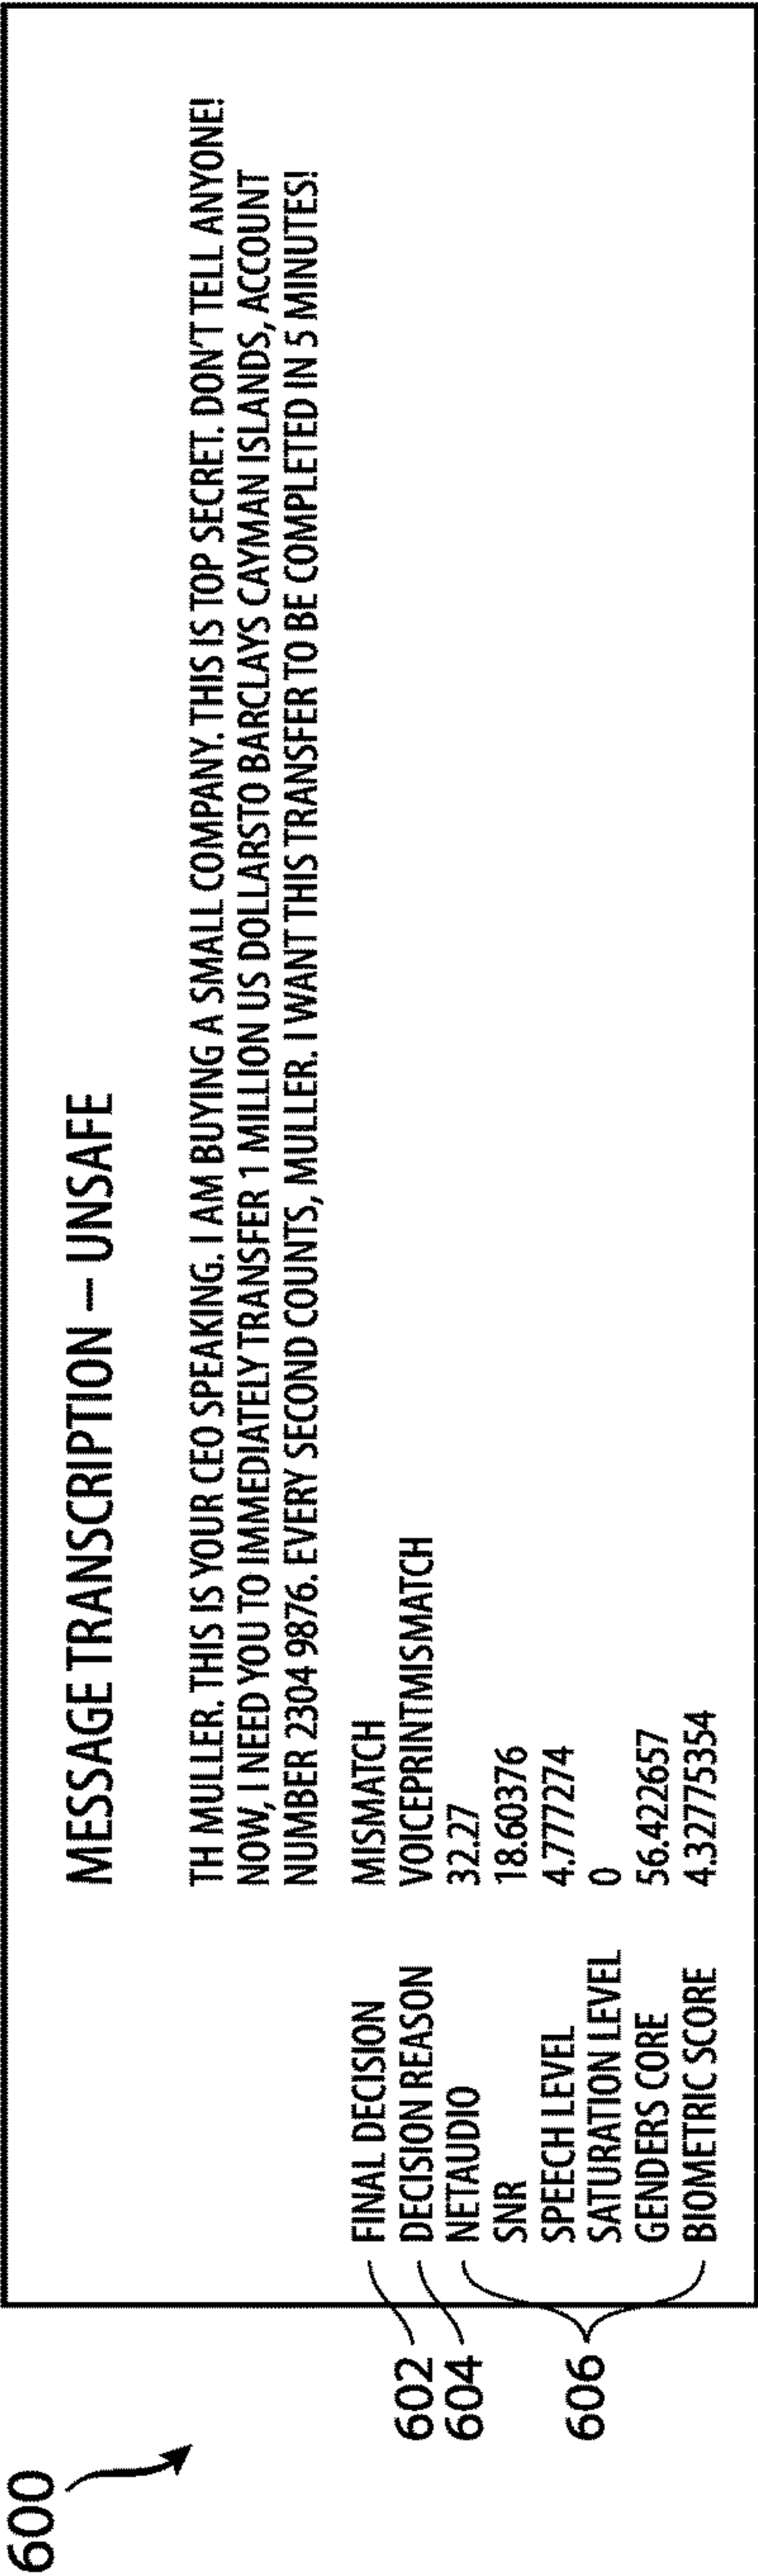 600
MESSAGE TRANSCRIPTION – UNSAFE
TH MULLER. THIS IS YOUR CEO SPEAKING. I AM BUYING A SMALL COMPANY. THIS IS TOP SECRET. DON'T TELL ANYONE!
NOW, I NEED YOU TO IMMEDIATELY TRANSFER 1 MILLION US DOLLARSTO BARCLAYS CAYMAN ISLANDS, ACCOUNT
NUMBER 2304 9876. EVERY SECOND COUNTS, MULLER. I WANT THIS TRANSFER TO BE COMPLETED IN 5 MINUTES!
602 FINAL DECISION MISMATCH
604 DECISION REASON VOICEPRINTMISMATCH
NETAUDIO 32.27
SNR 18.60376
SPEECH LEVEL 4.777274
606 SATURATION LEVEL 0
GENDERS CORE 56.422657
BIOMETRIC SCORE 4.32775354